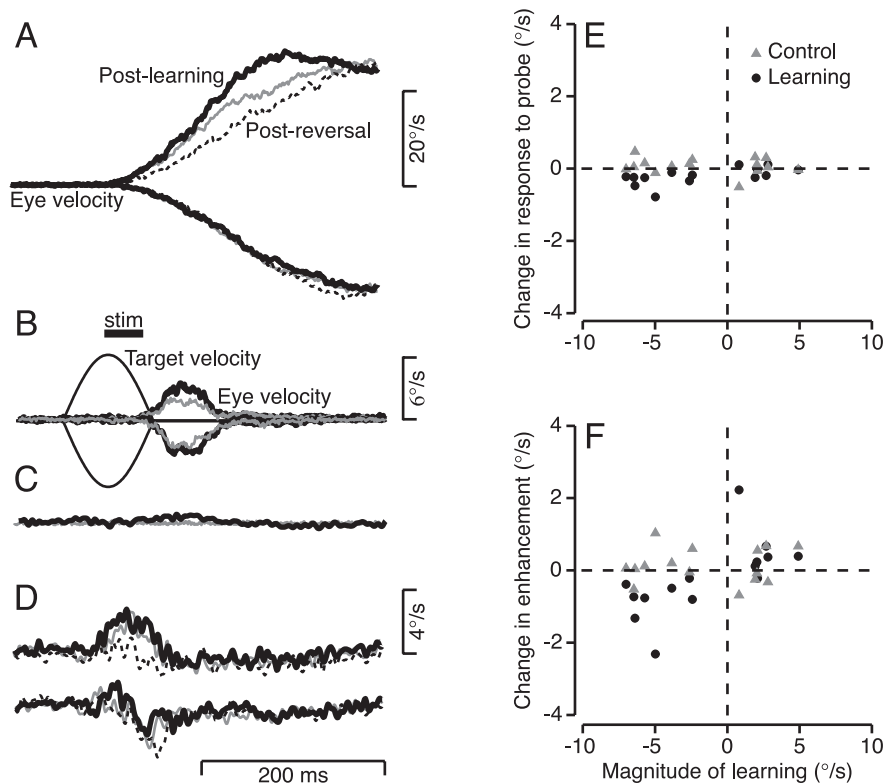 A
Post-learning
Post-reversal
20°/s
Eye velocity
B
stim
Target velocity
Eye velocity
6°/s
C
D
4°/s
200 ms
E
Control
Learning
Change in response to probe (°/s)
4
2
0
-2
-4
-10 -5 0 5 10
F
Change in enhancement (°/s)
4
2
0
-2
-4
-10 -5 0 5 10
Magnitude of learning (°/s)